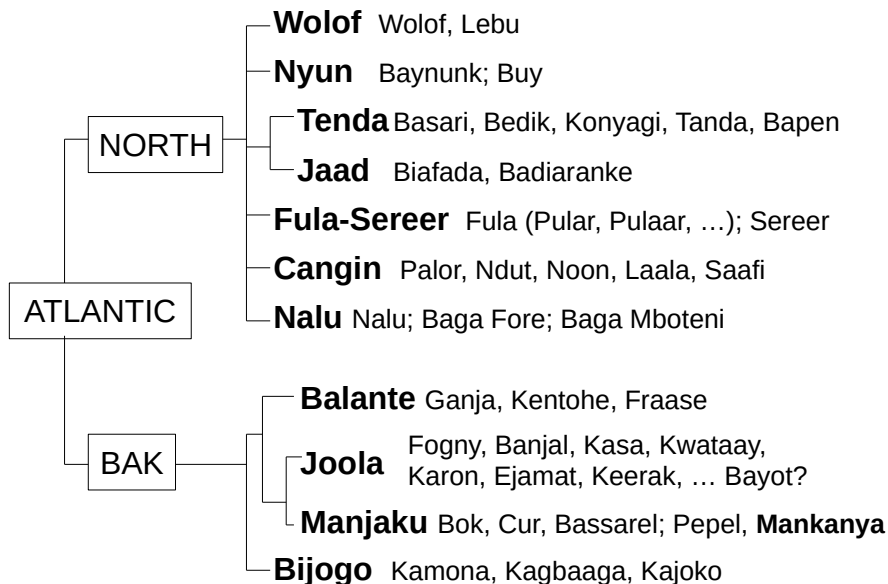 Wolof Wolof, Lebu
Nyun Baynunk; Buy
Tenda Basari, Bedik, Konyagi, Tanda, Bapen
NORTH
Jaad Biafada, Badiaranke
Fula-Sereer Fula (Pular, Pulaar, …); Sereer
Cangin Palor, Ndut, Noon, Laala, Saafi
ATLANTIC
Nalu Nalu; Baga Fore; Baga Mboteni
Balante Ganja, Kentohe, Fraase
BAK
Joola Fogny, Banjal, Kasa, Kwataay,
Karon, Ejamat, Keerak, … Bayot?
Manjaku Bok, Cur, Bassarel; Pepel, Mankanya
Bijogo Kamona, Kagbaaga, Kajoko